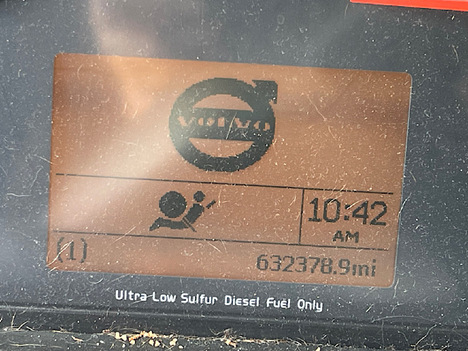 VOLVO
10:42
AM
(1)
632378.9mi
Ultra Low Sulfur Diesel Fuel Only